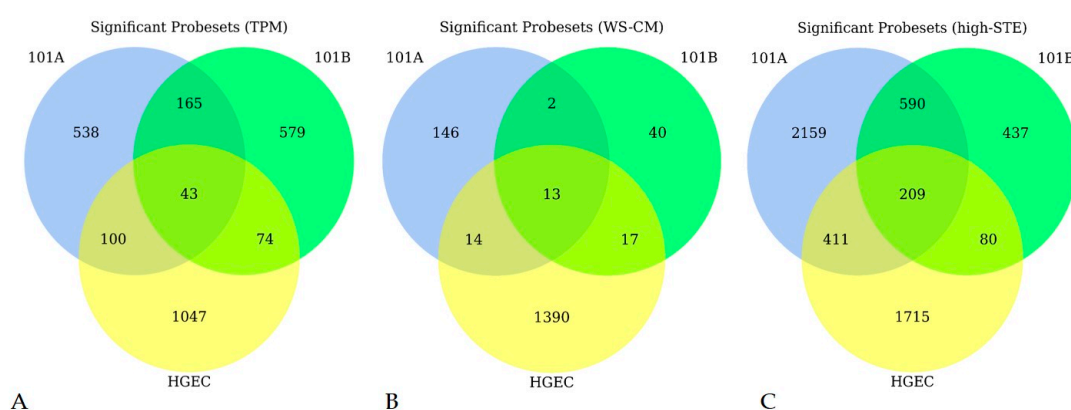 Significant Probesets (TPM)
101A
101B
165
538
579
43
100
74
1047
HGEC
A
Significant Probesets (WS-CM)
101A
101B
2
146
40
13
14
17
1390
HGEC
B
Significant Probesets (high-STE)
101A
101B
590
2159
437
209
411
80
1715
HGEC
C